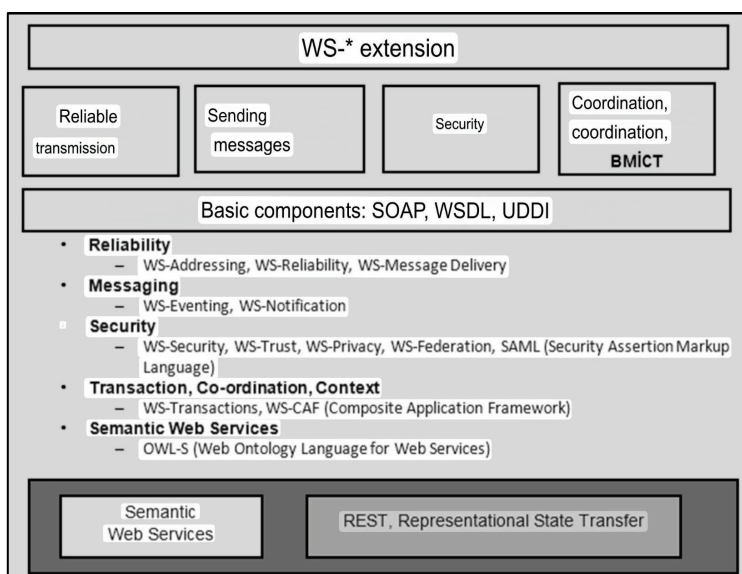 WS-* extension
Reliable
transmission
Sending
messages
Security
Coordination,
coordination,
вмiст
Basic components: SOAP, WSDL, UDDI
• Reliability
– WS-Addressing, WS-Reliability, WS-Message Delivery
• Messaging
– WS-Eventing, WS-Notification
Security
– WS-Security, WS-Trust, WS-Privacy, WS-Federation, SAML (Security Assertion Markup
Language)
• Transaction, Co-ordination, Context
– WS-Transactions, WS-CAF (Composite Application Framework)
• Semantic Web Services
– OWL-S (Web Ontology Language for Web Services)
Semantic
Web Services
REST, Representational State Transfer